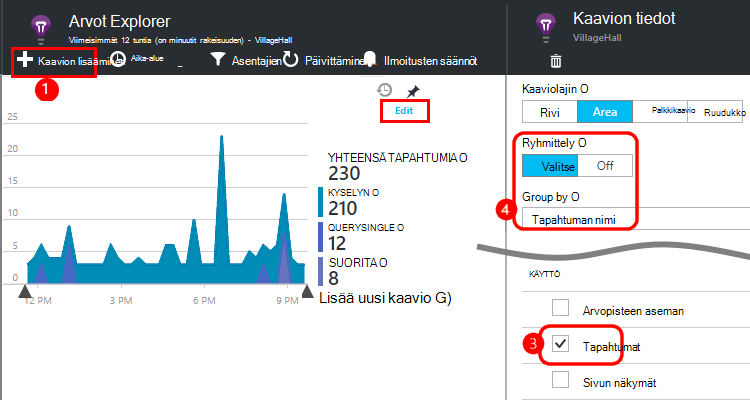 Arvot Explorer
Viimeisimmät 12 tuntia (on minuutit rakeisuuden) - VillageHall
Kaavion lisääminen
Aika-alue
Asentajien
Päivittäminen
Ilmoitusten säännöt
1
Edit
25
20
15
10
5
0
12 PM
3 PM
6 PM
9 PM
YHTEENSÄ TAPAHTUMIA O
230
KYSELYN O
210
QUERYSINGLE O
12
SUORITA O
8
Lisää uusi kaavio G)
Kaavion tiedot
VillageHall
Kaaviolajin O
Rivi
Area
Palkkikaavio
Ruudukko
Ryhmittely O
Valitse
Off
4
Group by O
Tapahtuman nimi
KÄYTTÖ
Arvopisteen aseman
3
Tapahtumat
Sivun näkymät